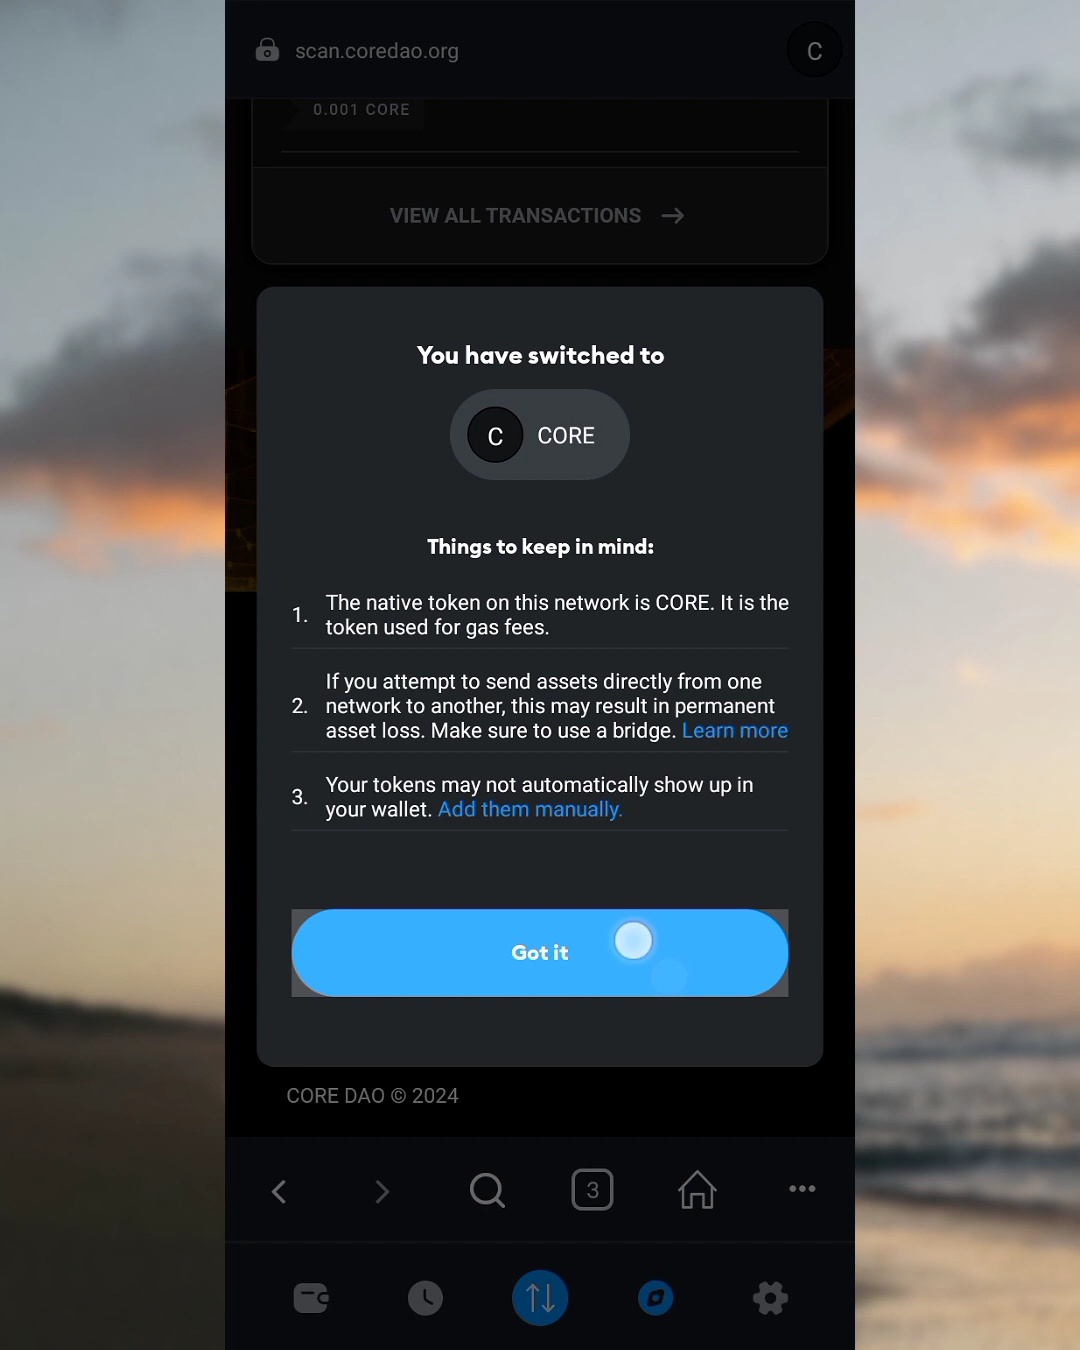 scan.coredao.org
C
0.001 CORE
VIEW ALL TRANSACTIONS
You have switched to
C CORE
Things to keep in mind:
1. The native token on this network is CORE. It is the
token used for gas fees.
2. If you attempt to send assets directly from one
network to another, this may result in permanent
asset loss. Make sure to use a bridge. Learn more
3. Your tokens may not automatically show up in
your wallet. Add them manually.
Got it
CORE DAO © 2024
3